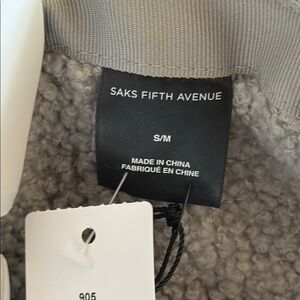 SAKS FIFTH AVENUE
S/M
MADE IN CHINA
FABRIQUÉ EN CHINE
905